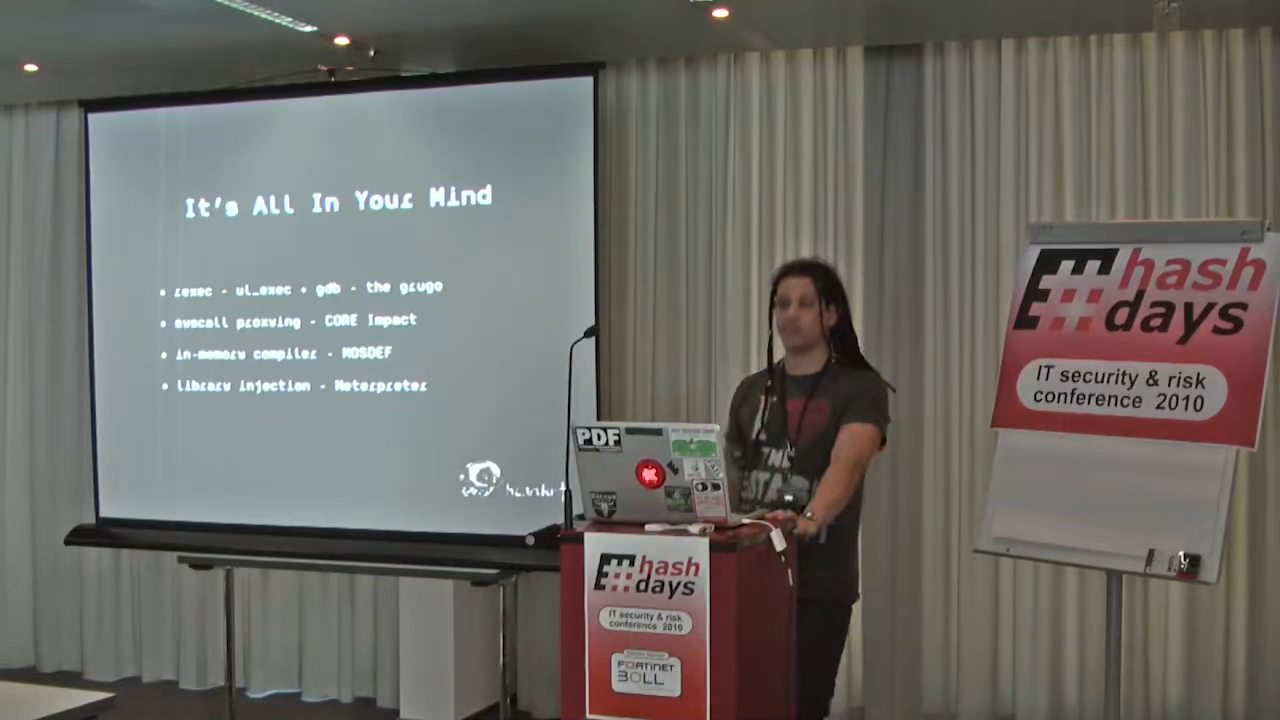 It's All In Your Mind
• rexec - ul_exec + gdb - the grugq
• syscall proxying - CORE Impact
• in-memory compiler - MOSDEF
• library injection - Meterpreter
PDF
hash
days
IT security & risk
conference 2010
hash
days
IT security & risk
conference 2010
FORTINET
BOLL